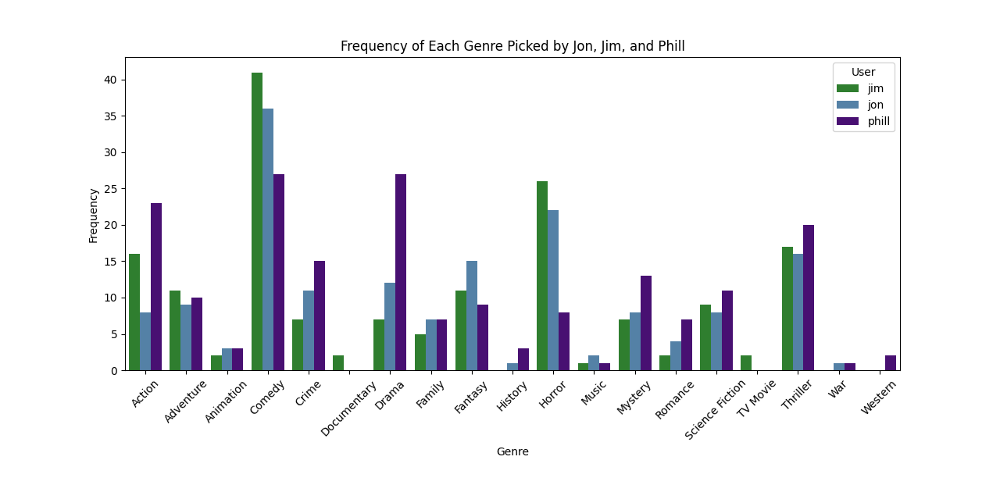 Frequency of Each Genre Picked by Jon, Jim, and Phill
User
jim
jon
phill
Frequency
40
35
30
25
20
15
10
5
0
Action
Adventure
Animation
Comedy
Crime
Documentary
Drama
Family
Fantasy
History
Horror
Music
Mystery
Romance
Science Fiction
TV Movie
Thriller
War
Western
Genre